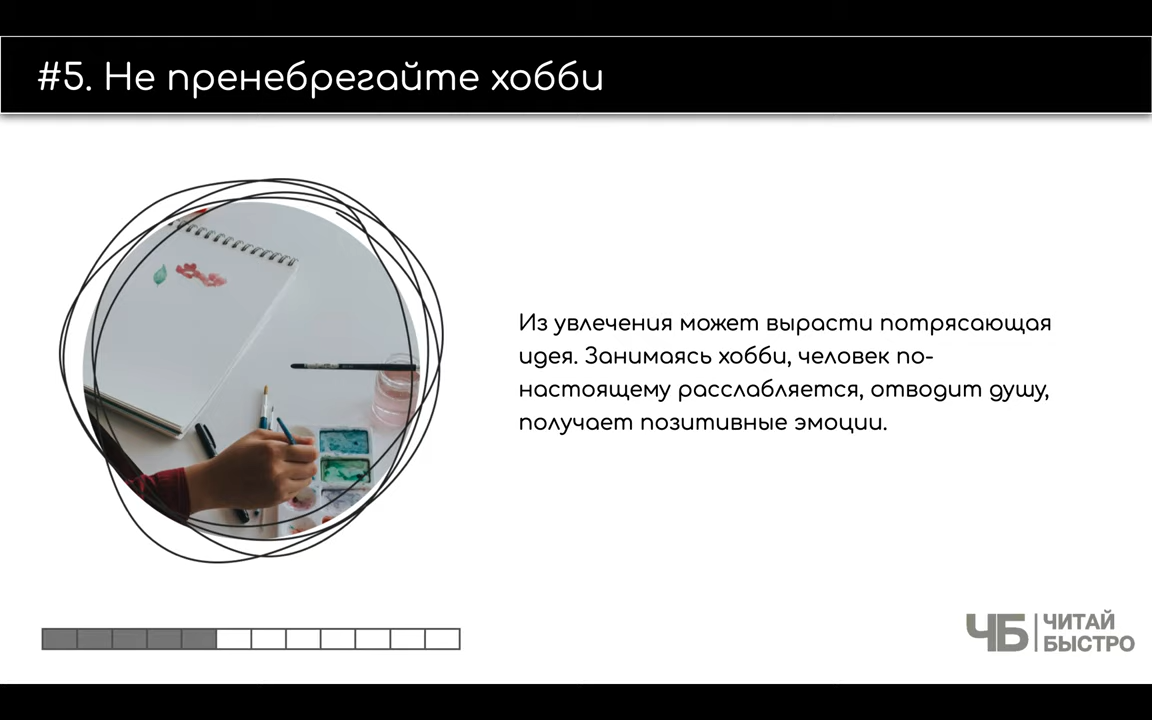 #5. Не пренебрегайте хобби
Из увлечения может вырасти потрясающая
идея. Занимаясь хобби, человек по-
настоящему расслабляется, отводит душу,
получает позитивные эмоции.
ЧБ
ЧИТАЙ
БЫСТРО